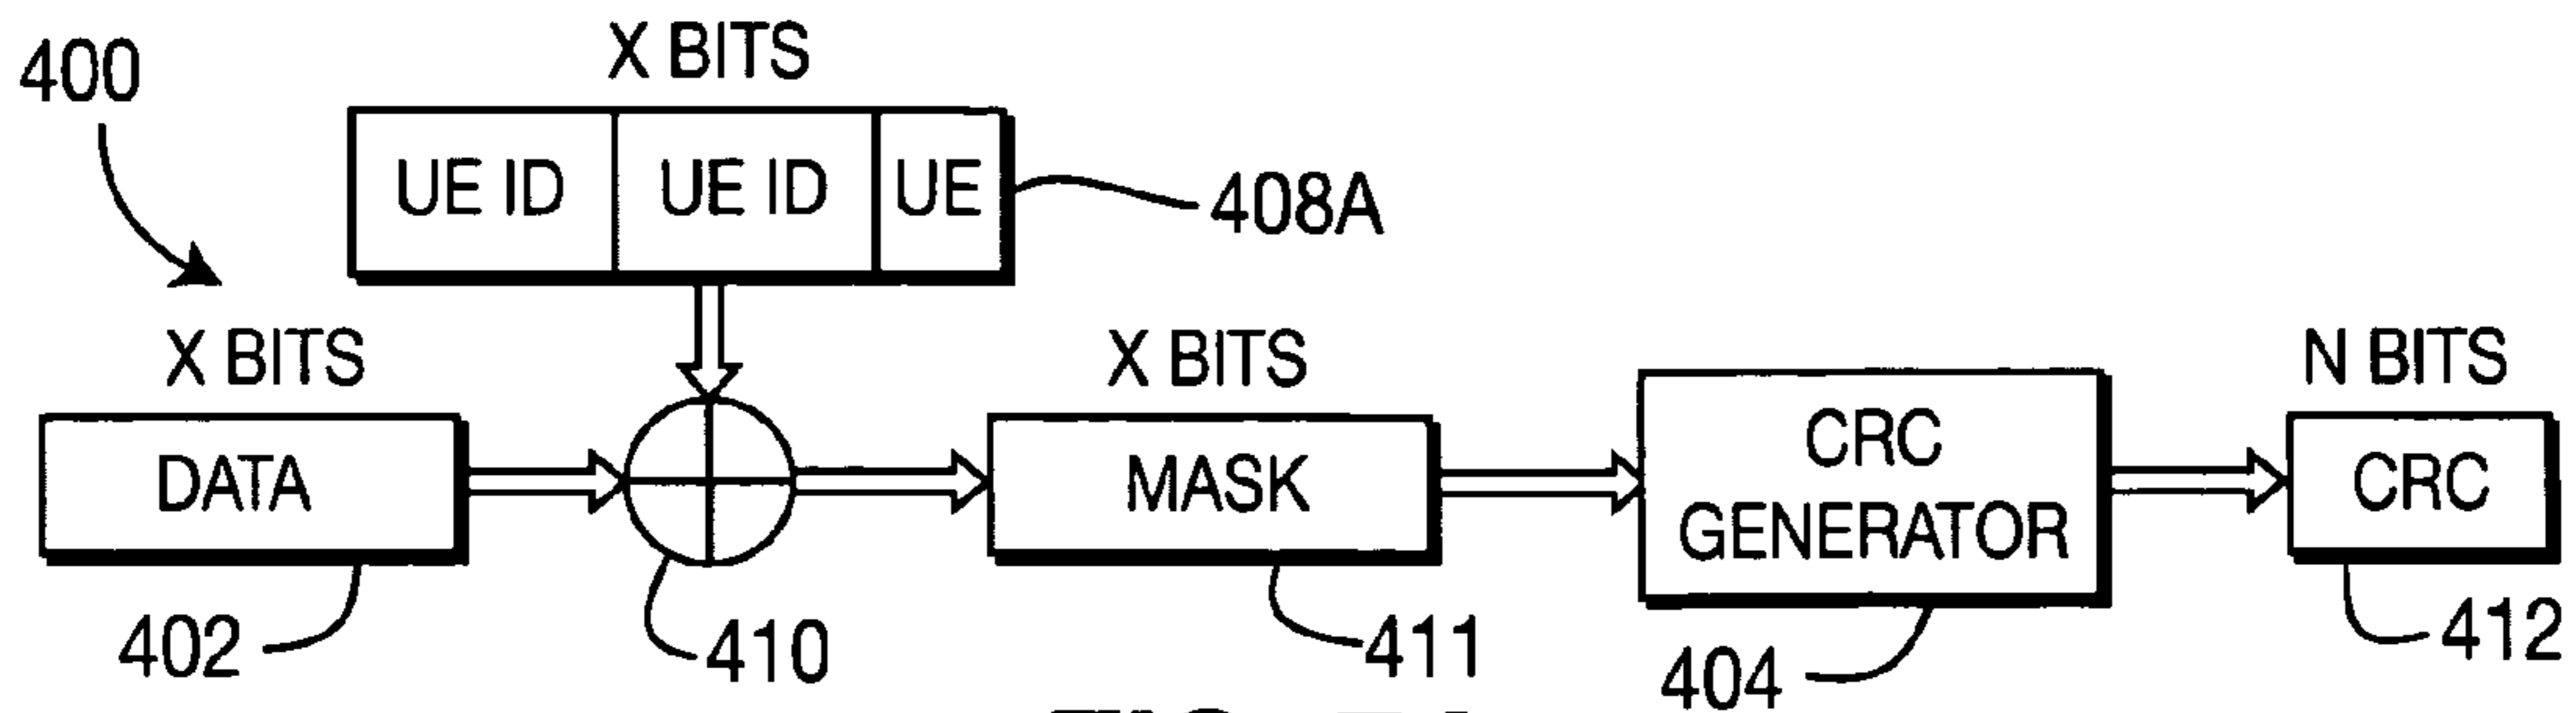 400
X BITS
UE ID UE ID UE
408A
X BITS
DATA
402
410
X BITS
MASK
411
CRC
GENERATOR
404
N BITS
CRC
412